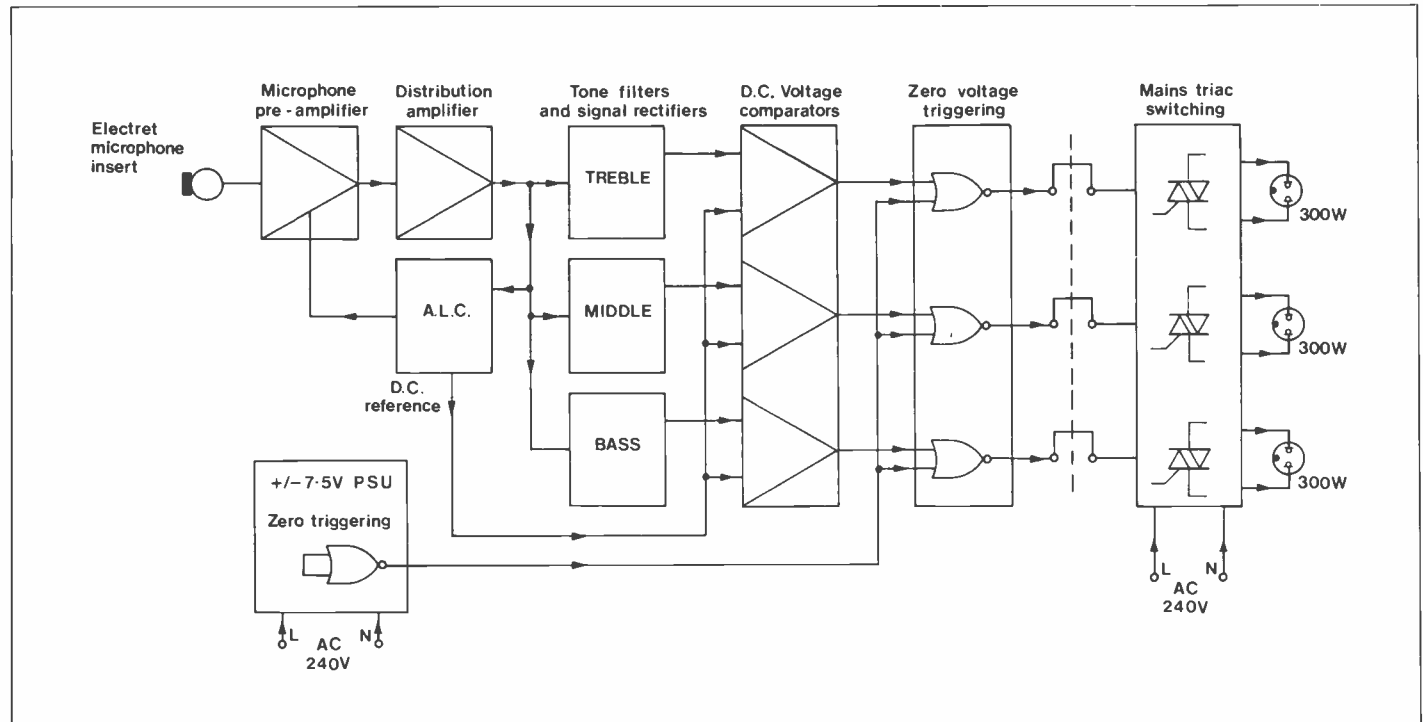 Electret
microphone
insert
Microphone
pre-amplifier
Distribution
amplifier
Tone filters
and signal rectifiers
D.C. Voltage
comparators
Zero voltage
triggering
Mains triac
switching
TREBLE
MIDDLE
BASS
A.L.C.
D.C.
reference
+/-7·5V PSU
Zero triggering
L
N
AC
240V
300W
300W
300W
L
N
AC
240V